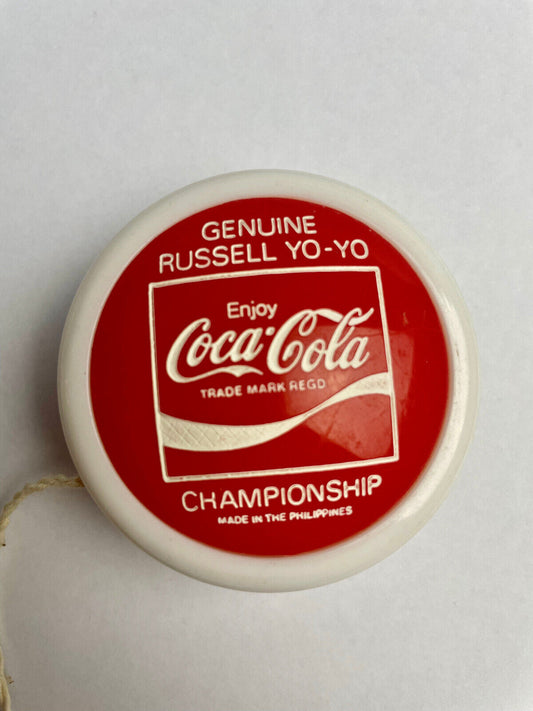 GENUINE
RUSSELL YO-YO
Enjoy
Coca-Cola
TRADE MARK REGD
CHAMPIONSHIP
MADE IN THE PHILIPPINES